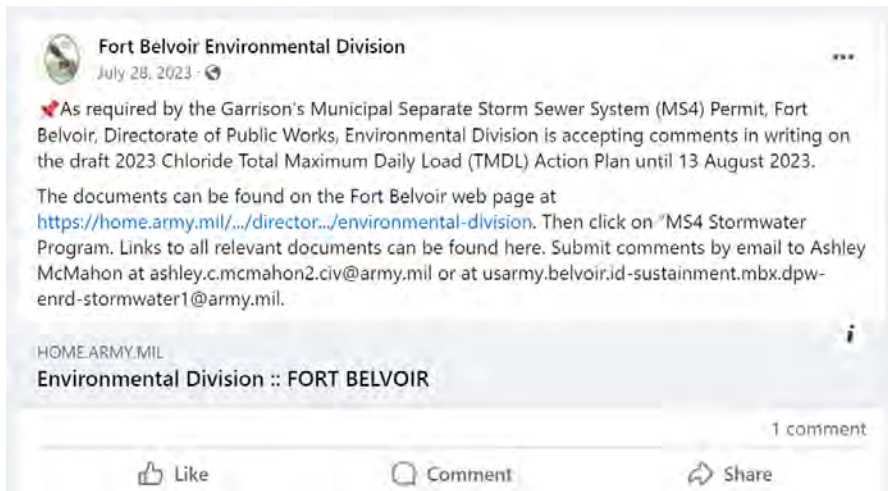 Fort Belvoir Environmental Division
July 28, 2023 ·
📌As required by the Garrison's Municipal Separate Storm Sewer System (MS4) Permit, Fort
Belvoir, Directorate of Public Works, Environmental Division is accepting comments in writing on
the draft 2023 Chloride Total Maximum Daily Load (TMDL) Action Plan until 13 August 2023.
The documents can be found on the Fort Belvoir web page at
https://home.army.mil/.../director.../environmental-division. Then click on "MS4 Stormwater
Program. Links to all relevant documents can be found here. Submit comments by email to Ashley
McMahon at ashley.c.mcmahon2.civ@army.mil or at usarmy.belvoir.id-sustainment.mbx.dpw-
enrd-stormwater1@army.mil.
i
HOME.ARMY.MIL
Environmental Division :: FORT BELVOIR
1 comment
Like Comment Share